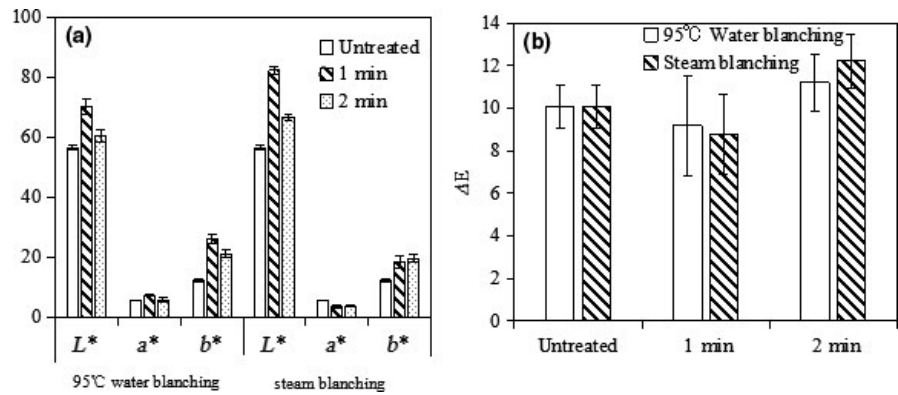 (a)
100
80
60
40
20
0
Untreated
1 min
2 min
L* a* b* L* a* b*
95℃ water blanching steam blanching
(b)
14
12
10
8
6
4
2
0
ΔE
95℃ Water blanching
Steam blanching
Untreated 1 min 2 min